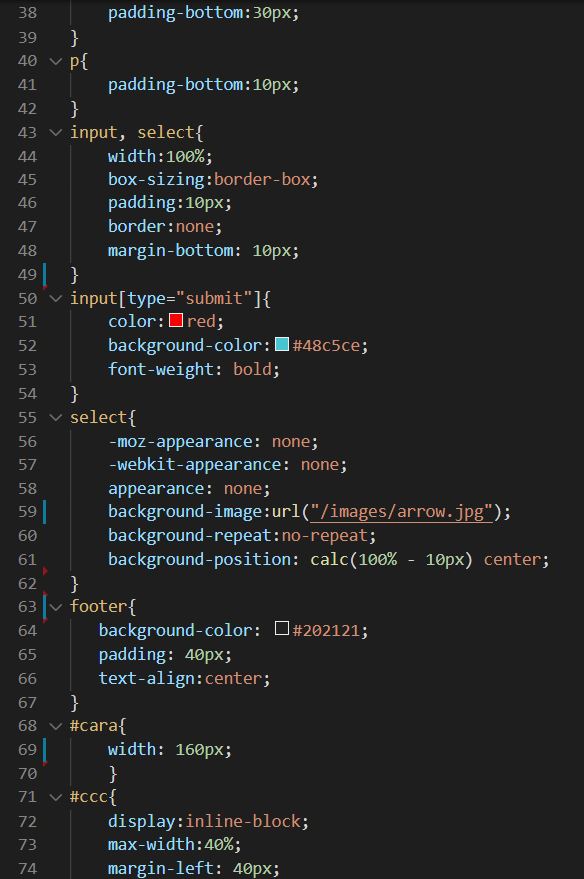 38 padding-bottom:30px;
39 }
40 p{
41 padding-bottom:10px;
42 }
43 input, select{
44 width:100%;
45 box-sizing:border-box;
46 padding:10px;
47 border:none;
48 margin-bottom: 10px;
49 }
50 input[type="submit"]{
51 color:red;
52 background-color:#48c5ce;
53 font-weight: bold;
54 }
55 select{
56 -moz-appearance: none;
57 -webkit-appearance: none;
58 appearance: none;
59 background-image:url("/images/arrow.jpg");
60 background-repeat:no-repeat;
61 background-position: calc(100% - 10px) center;
62 }
63 footer{
64 background-color: #202121;
65 padding: 40px;
66 text-align:center;
67 }
68 #cara{
69 width: 160px;
70 }
71 #ccc{
72 display:inline-block;
73 max-width:40%;
74 margin-left: 40px;